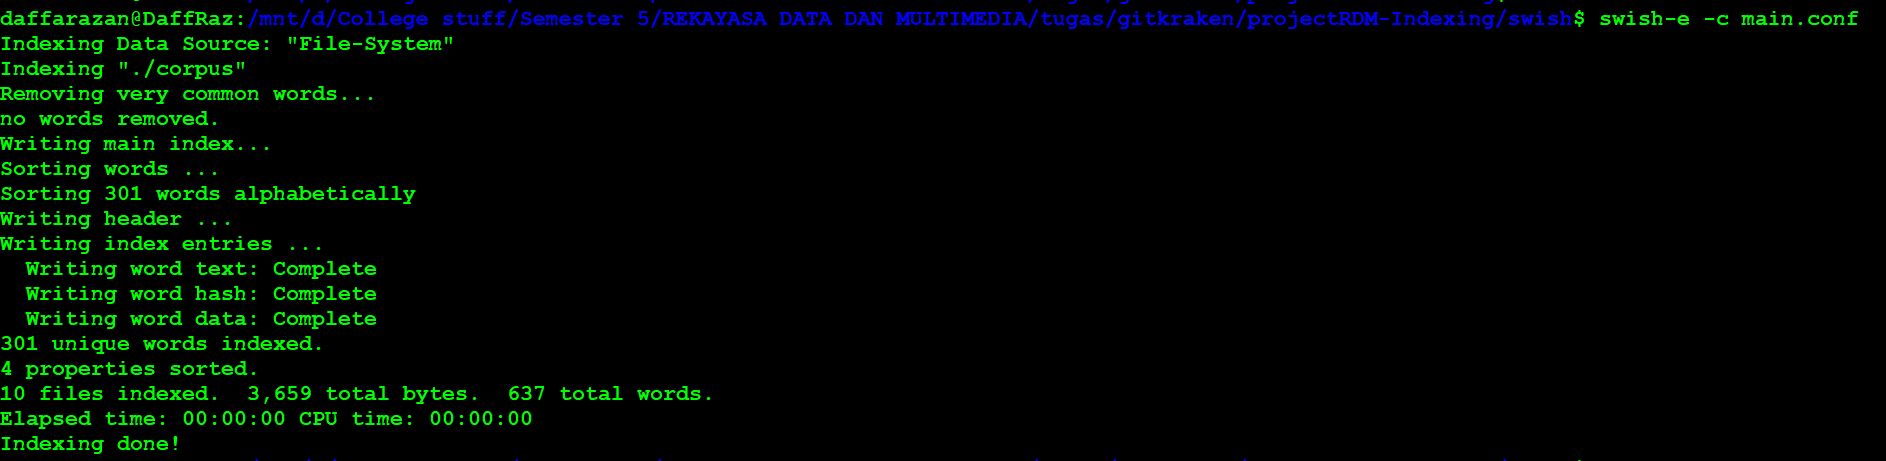 daffarazan@DaffRaz:/mnt/d/College stuff/Semester 5/REKAYASA DATA DAN MULTIMEDIA/tugas/gitkraken/projectRDM-Indexing/swish$ swish-e -c main.conf
Indexing Data Source: "File-System"
Indexing "./corpus"
Removing very common words...
no words removed.
Writing main index...
Sorting words ...
Sorting 301 words alphabetically
Writing header ...
Writing index entries ...
  Writing word text: Complete
  Writing word hash: Complete
  Writing word data: Complete
301 unique words indexed.
4 properties sorted.
10 files indexed.  3,659 total bytes.  637 total words.
Elapsed time: 00:00:00 CPU time: 00:00:00
Indexing done!